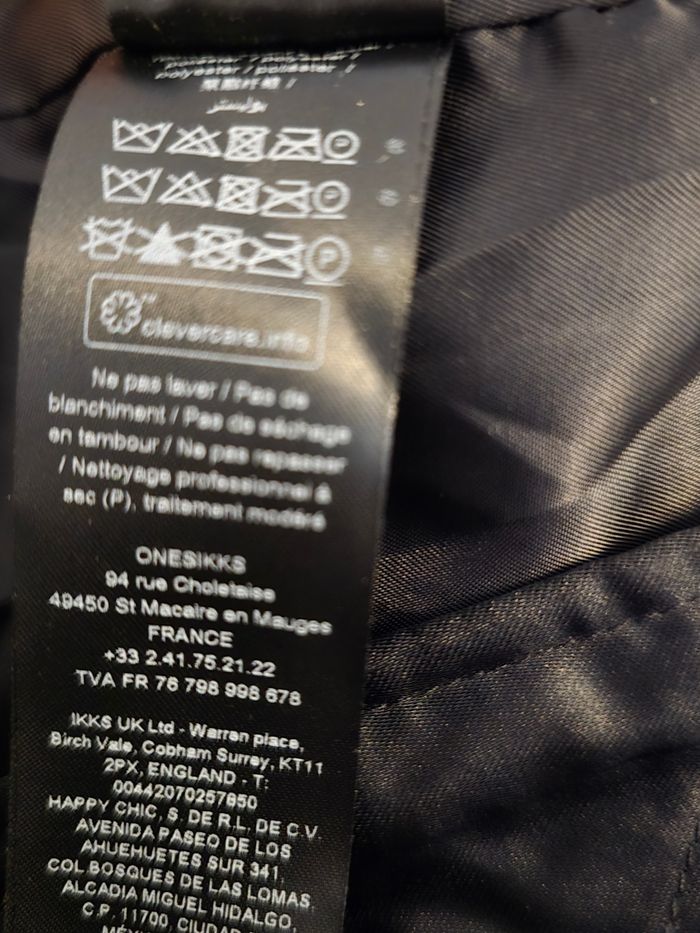 polyester / poliéster /
聚酯纤维 /
بوليستر
clevercare.info
Ne pas laver / Pas de
blanchiment / Pas de séchage
en tambour / Ne pas repasser
/ Nettoyage professionnel à
sec (P), traitement modéré
ONESIKKS
94 rue Choletaise
49450 St Macaire en Mauges
FRANCE
+33 2.41.75.21.22
TVA FR 76 798 998 678
IKKS UK Ltd - Warren place,
Birch Vale, Cobham Surrey, KT11
2PX, ENGLAND - T:
00442070257850
HAPPY CHIC, S. DE R.L. DE C.V.
AVENIDA PASEO DE LOS
AHUEHUETES SUR 341,
COL.BOSQUES DE LAS LOMAS.
ALCADIA MIGUEL HIDALGO,
C.P. 11700, CIUDAD